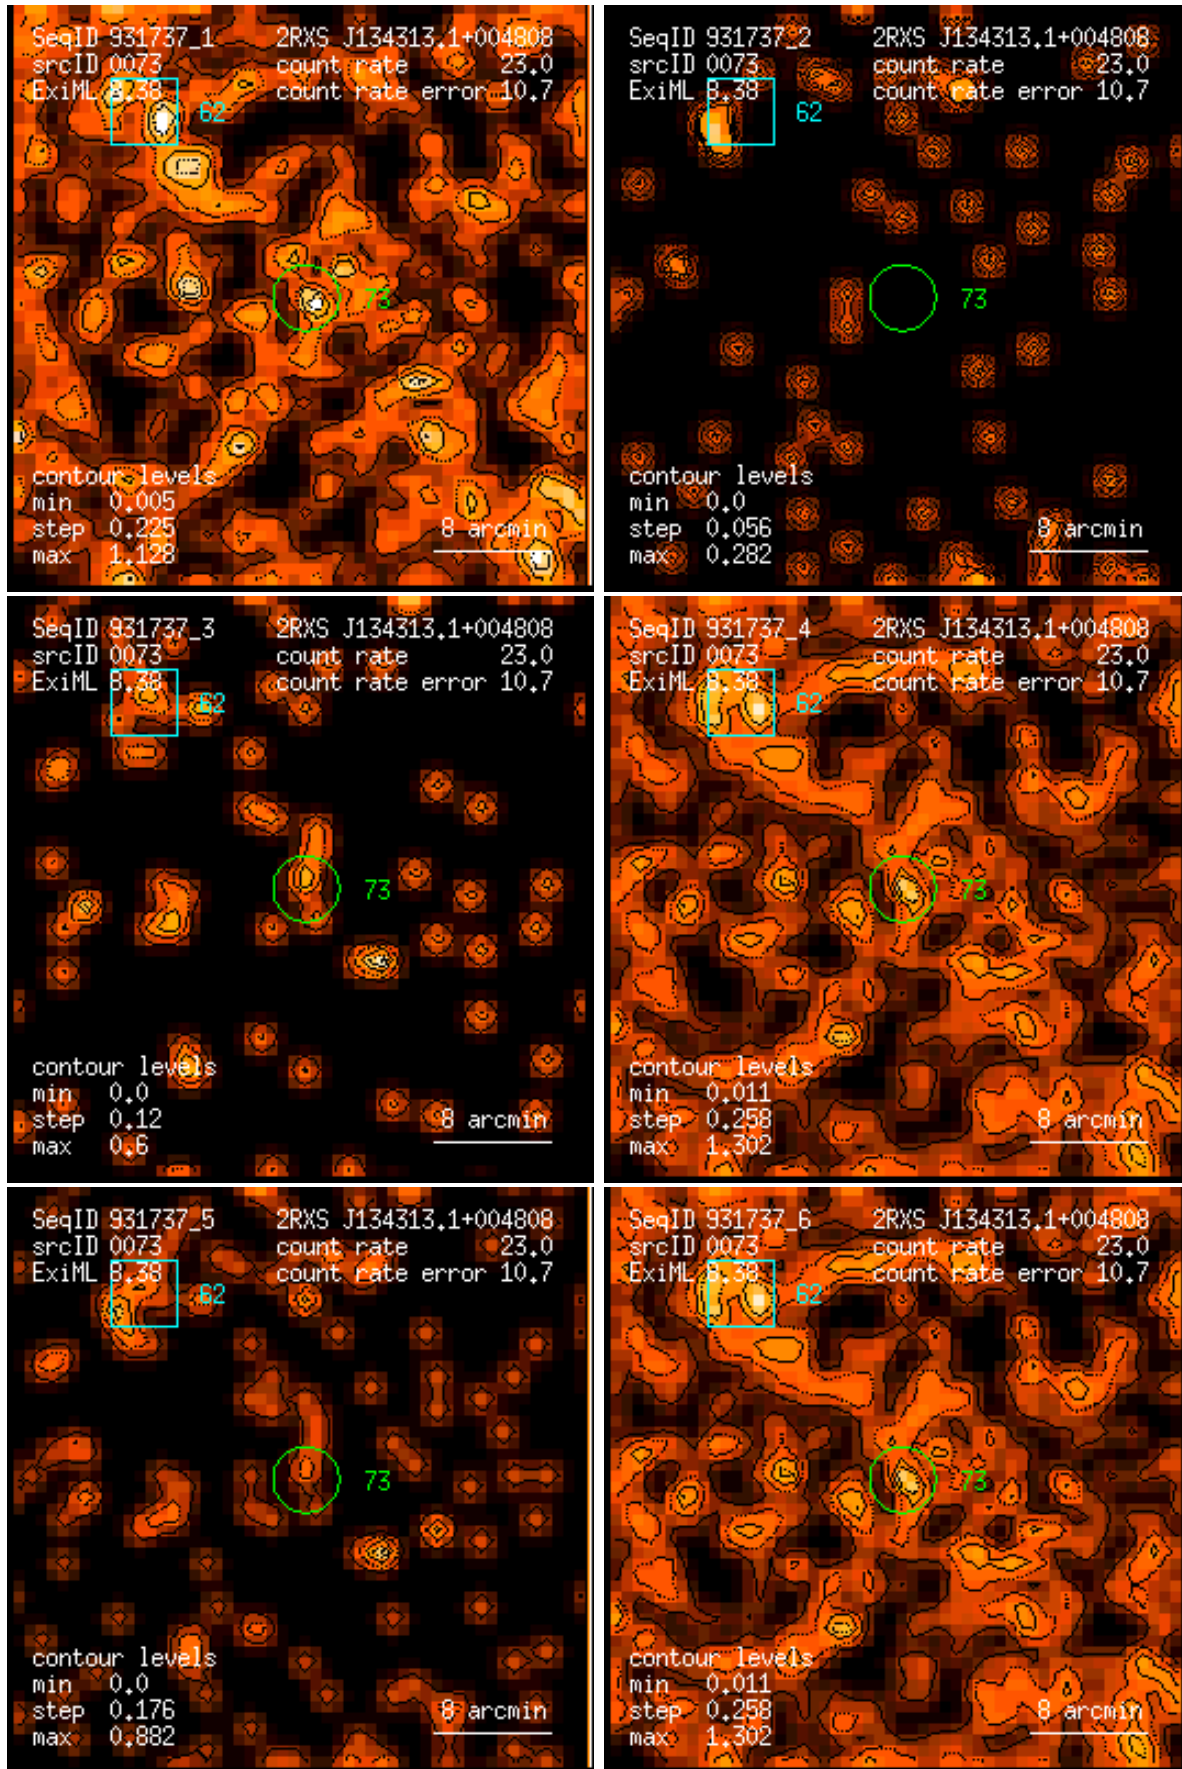 SeqID 931737_1 2RXS J134313.1+004808
srcID 0073 count rate 23.0
ExiML 8.38 count rate error 10.7
62
73
contour levels
min 0.005
step 0.225 8 arcmin
max 1.128
SeqID 931737_2 2RXS J134313.1+004808
srcID 0073 count rate 23.0
ExiML 8.38 count rate error 10.7
62
73
contour levels
min 0.0
step 0.056 8 arcmin
max 0.282
SeqID 931737_3 2RXS J134313.1+004808
srcID 0073 count rate 23.0
ExiML 8.38 count rate error 10.7
62
73
contour levels
min 0.0
step 0.12 8 arcmin
max 0.6
SeqID 931737_4 2RXS J134313.1+004808
srcID 0073 count rate 23.0
ExiML 8.38 count rate error 10.7
62
73
contour levels
min 0.011
step 0.258 8 arcmin
max 1.302
SeqID 931737_5 2RXS J134313.1+004808
srcID 0073 count rate 23.0
ExiML 8.38 count rate error 10.7
62
73
contour levels
min 0.0
step 0.176 8 arcmin
max 0.882
SeqID 931737_6 2RXS J134313.1+004808
srcID 0073 count rate 23.0
ExiML 8.38 count rate error 10.7
62
73
contour levels
min 0.011
step 0.258 8 arcmin
max 1.302